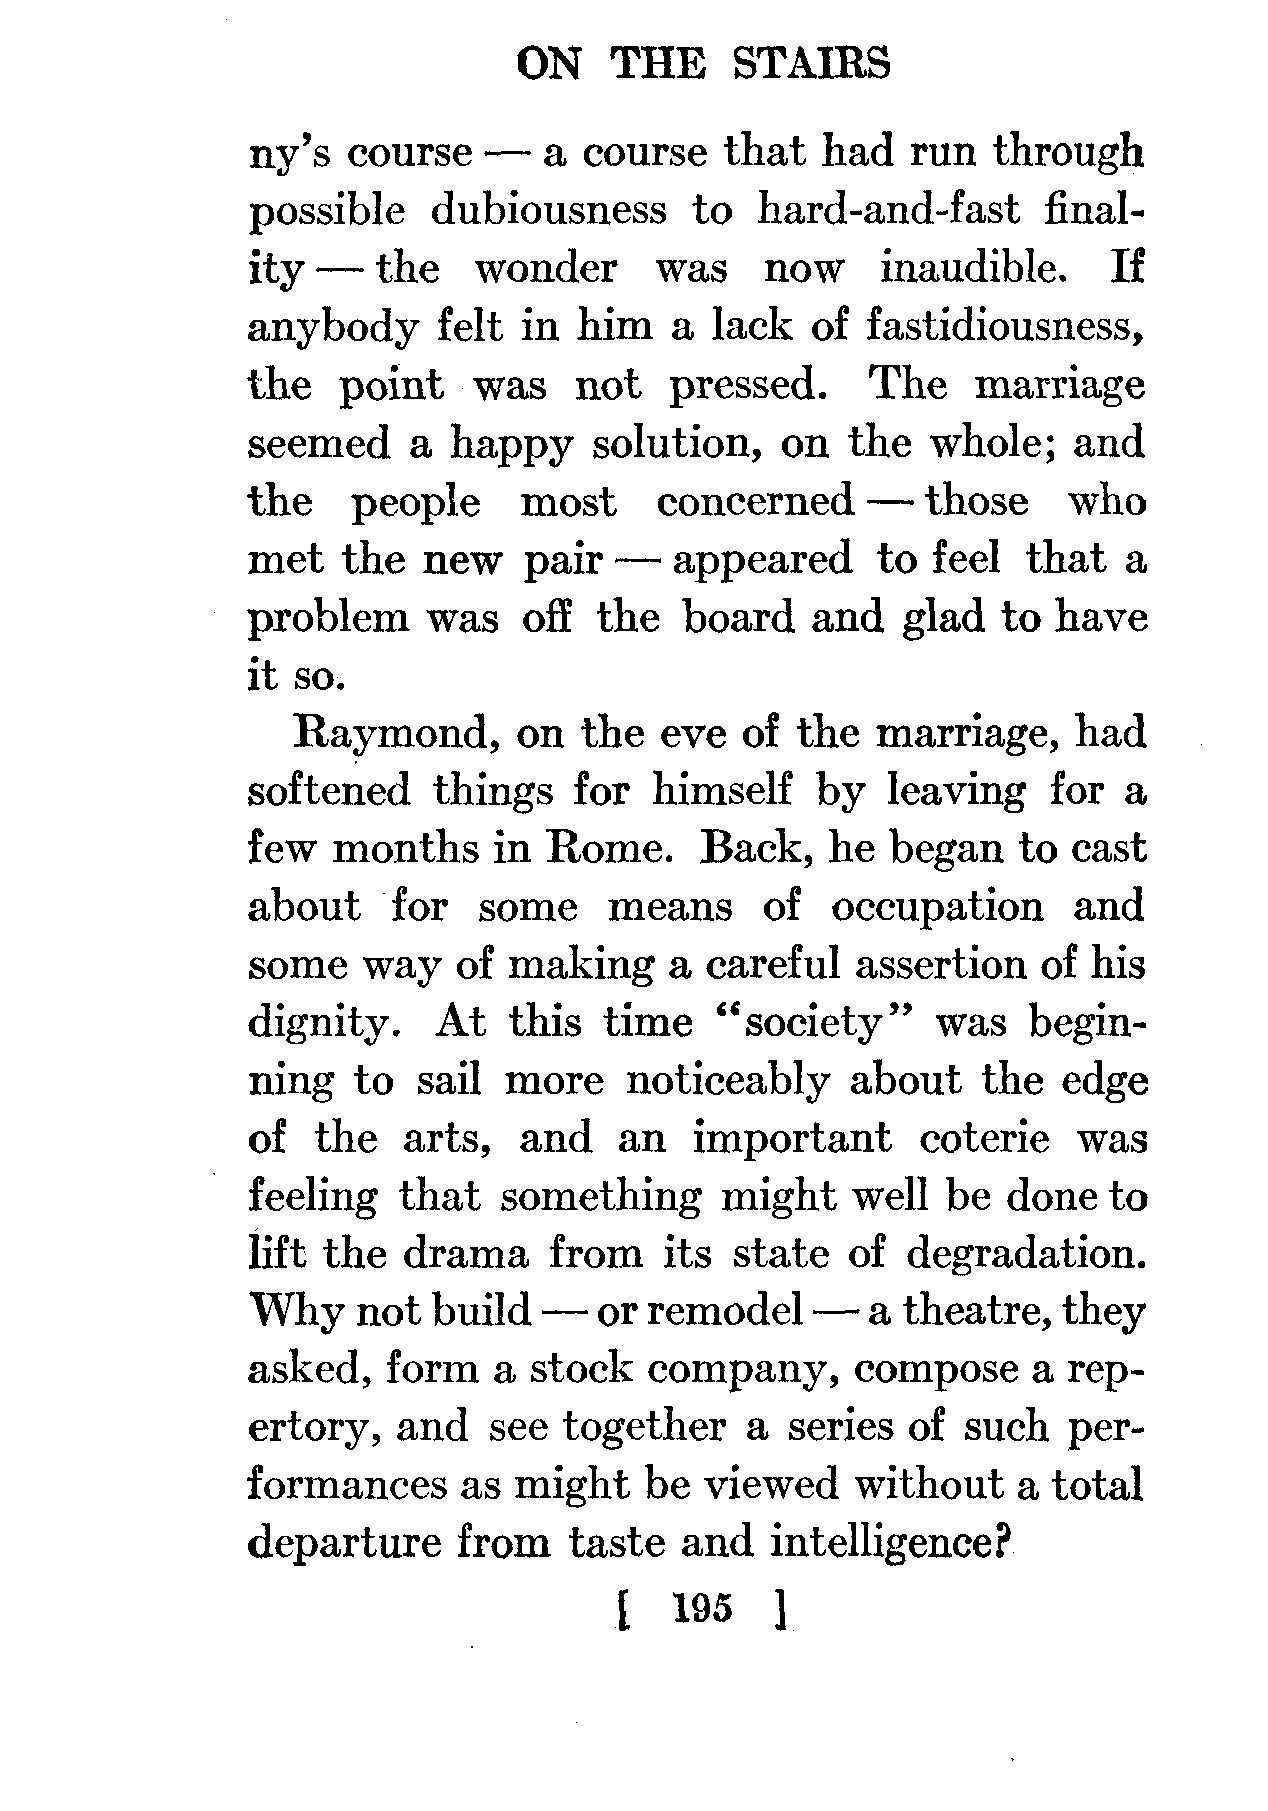 ON THE STAIRS
ny's course — a course that had run through
possible dubiousness to hard-and-fast final-
ity — the wonder was now inaudible. If
anybody felt in him a lack of fastidiousness,
the point was not pressed. The marriage
seemed a happy solution, on the whole; and
the people most concerned — those who
met the new pair — appeared to feel that a
problem was off the board and glad to have
it so.
Raymond, on the eve of the marriage, had
softened things for himself by leaving for a
few months in Rome. Back, he began to cast
about for some means of occupation and
some way of making a careful assertion of his
dignity. At this time “society” was begin-
ning to sail more noticeably about the edge
of the arts, and an important coterie was
feeling that something might well be done to
lift the drama from its state of degradation.
Why not build — or remodel — a theatre, they
asked, form a stock company, compose a rep-
ertory, and see together a series of such per-
formances as might be viewed without a total
departure from taste and intelligence?
[ 195 ]